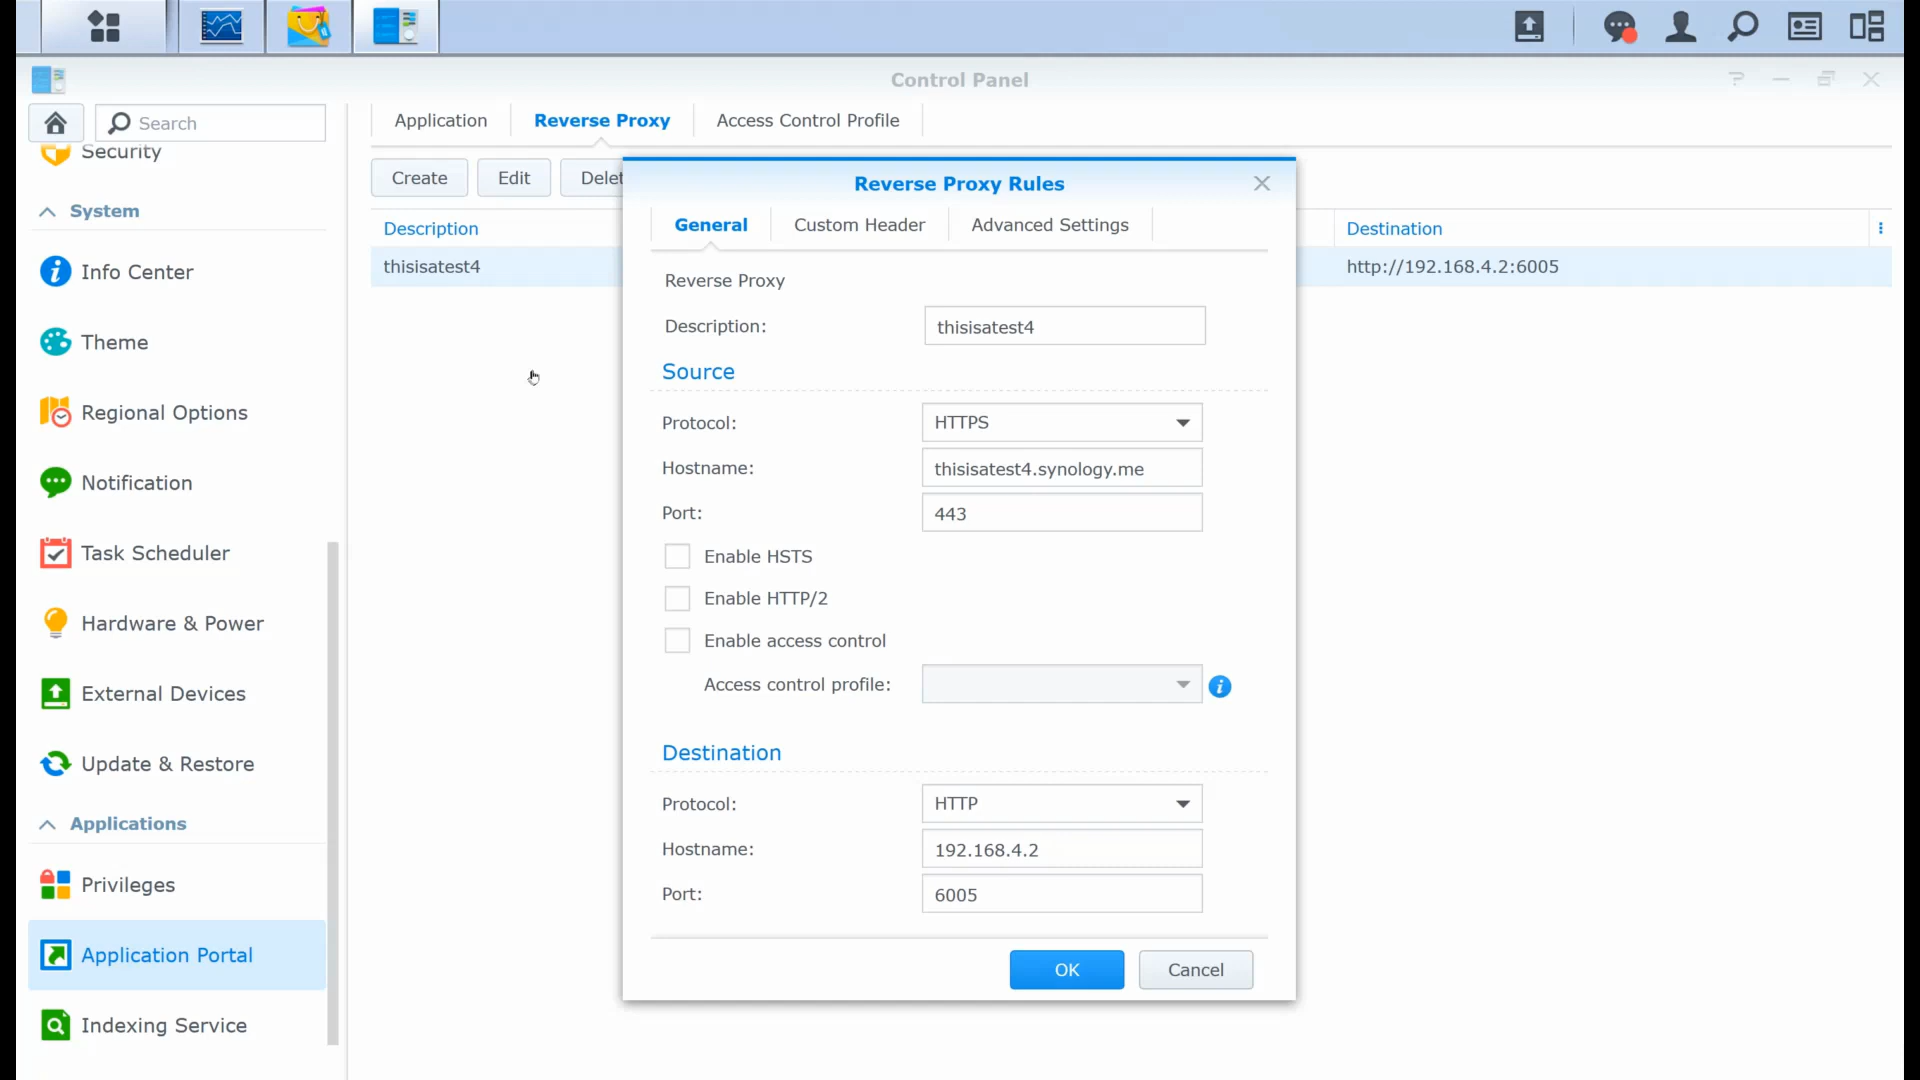 Control Panel
Search
Application
Reverse Proxy
Access Control Profile
Security
System
Info Center
Theme
Regional Options
Notification
Task Scheduler
Hardware & Power
External Devices
Update & Restore
Applications
Privileges
Application Portal
Indexing Service
Create
Edit
Delet
Description
Destination
thisisatest4
http://192.168.4.2:6005
Reverse Proxy Rules
General
Custom Header
Advanced Settings
Reverse Proxy
Description:
thisisatest4
Source
Protocol:
HTTPS
Hostname:
thisisatest4.synology.me
Port:
443
Enable HSTS
Enable HTTP/2
Enable access control
Access control profile:
Destination
Protocol:
HTTP
Hostname:
192.168.4.2
Port:
6005
OK
Cancel